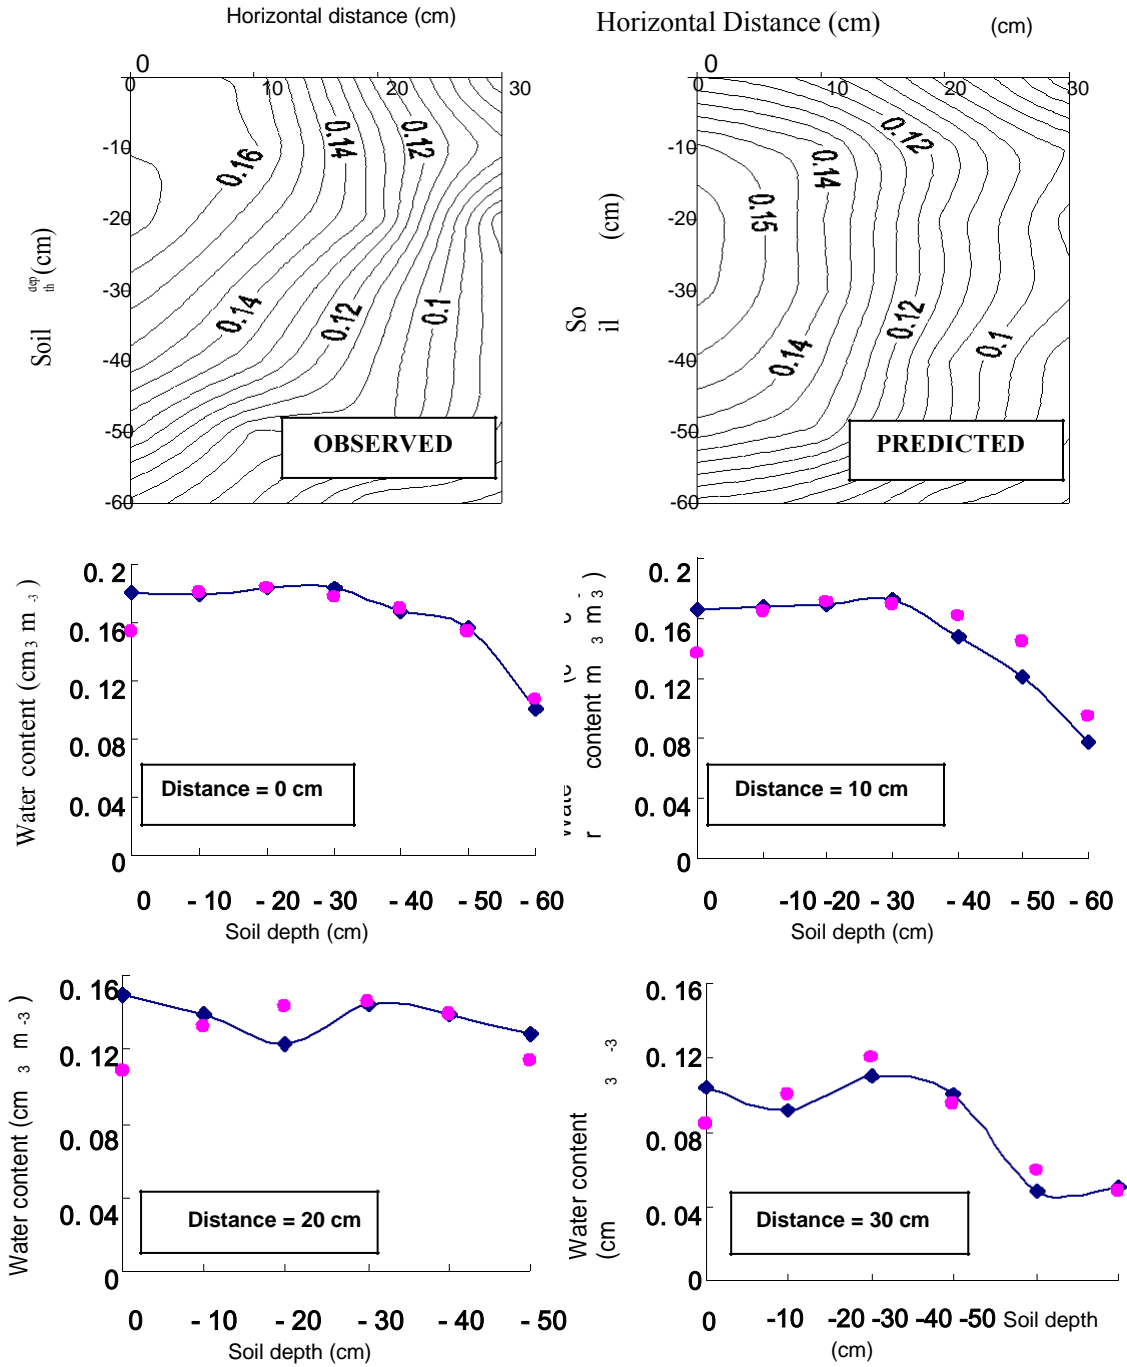 Horizontal distance (cm)
Horizontal Distance (cm) (cm)
0
0 10 20 30
0.16 0.14 0.12
-10
-20
-30
-40
-50
-60
0.14 0.12 0.1
Soil depth (cm)
OBSERVED
0
0 10 20 30
0.12
0.14
0.15
-10
-20
-30
-40
-50
-60
0.14 0.12 0.1
Soil (cm)
PREDICTED
Water content (cm3 m-3)
0. 2
0. 16
0. 12
0. 08
0. 04
0
Distance = 0 cm
0 - 10 - 20 - 30 - 40 - 50 - 60
Soil depth (cm)
content m 3 m 3)
0. 2
0. 16
0. 12
0. 08
0. 04
0
Distance = 10 cm
0 -10 -20 - 30 - 40 - 50 - 60
Soil depth (cm)
Water content (cm 3 m -3)
0. 16
0. 12
0. 08
0. 04
0
Distance = 20 cm
0 - 10 - 20 - 30 - 40 - 50
Water content (cm 3 -3
0. 16
0. 12
0. 08
0. 04
0
Distance = 30 cm
0 -10 -20 -30 -40 -50 Soil depth
(cm)